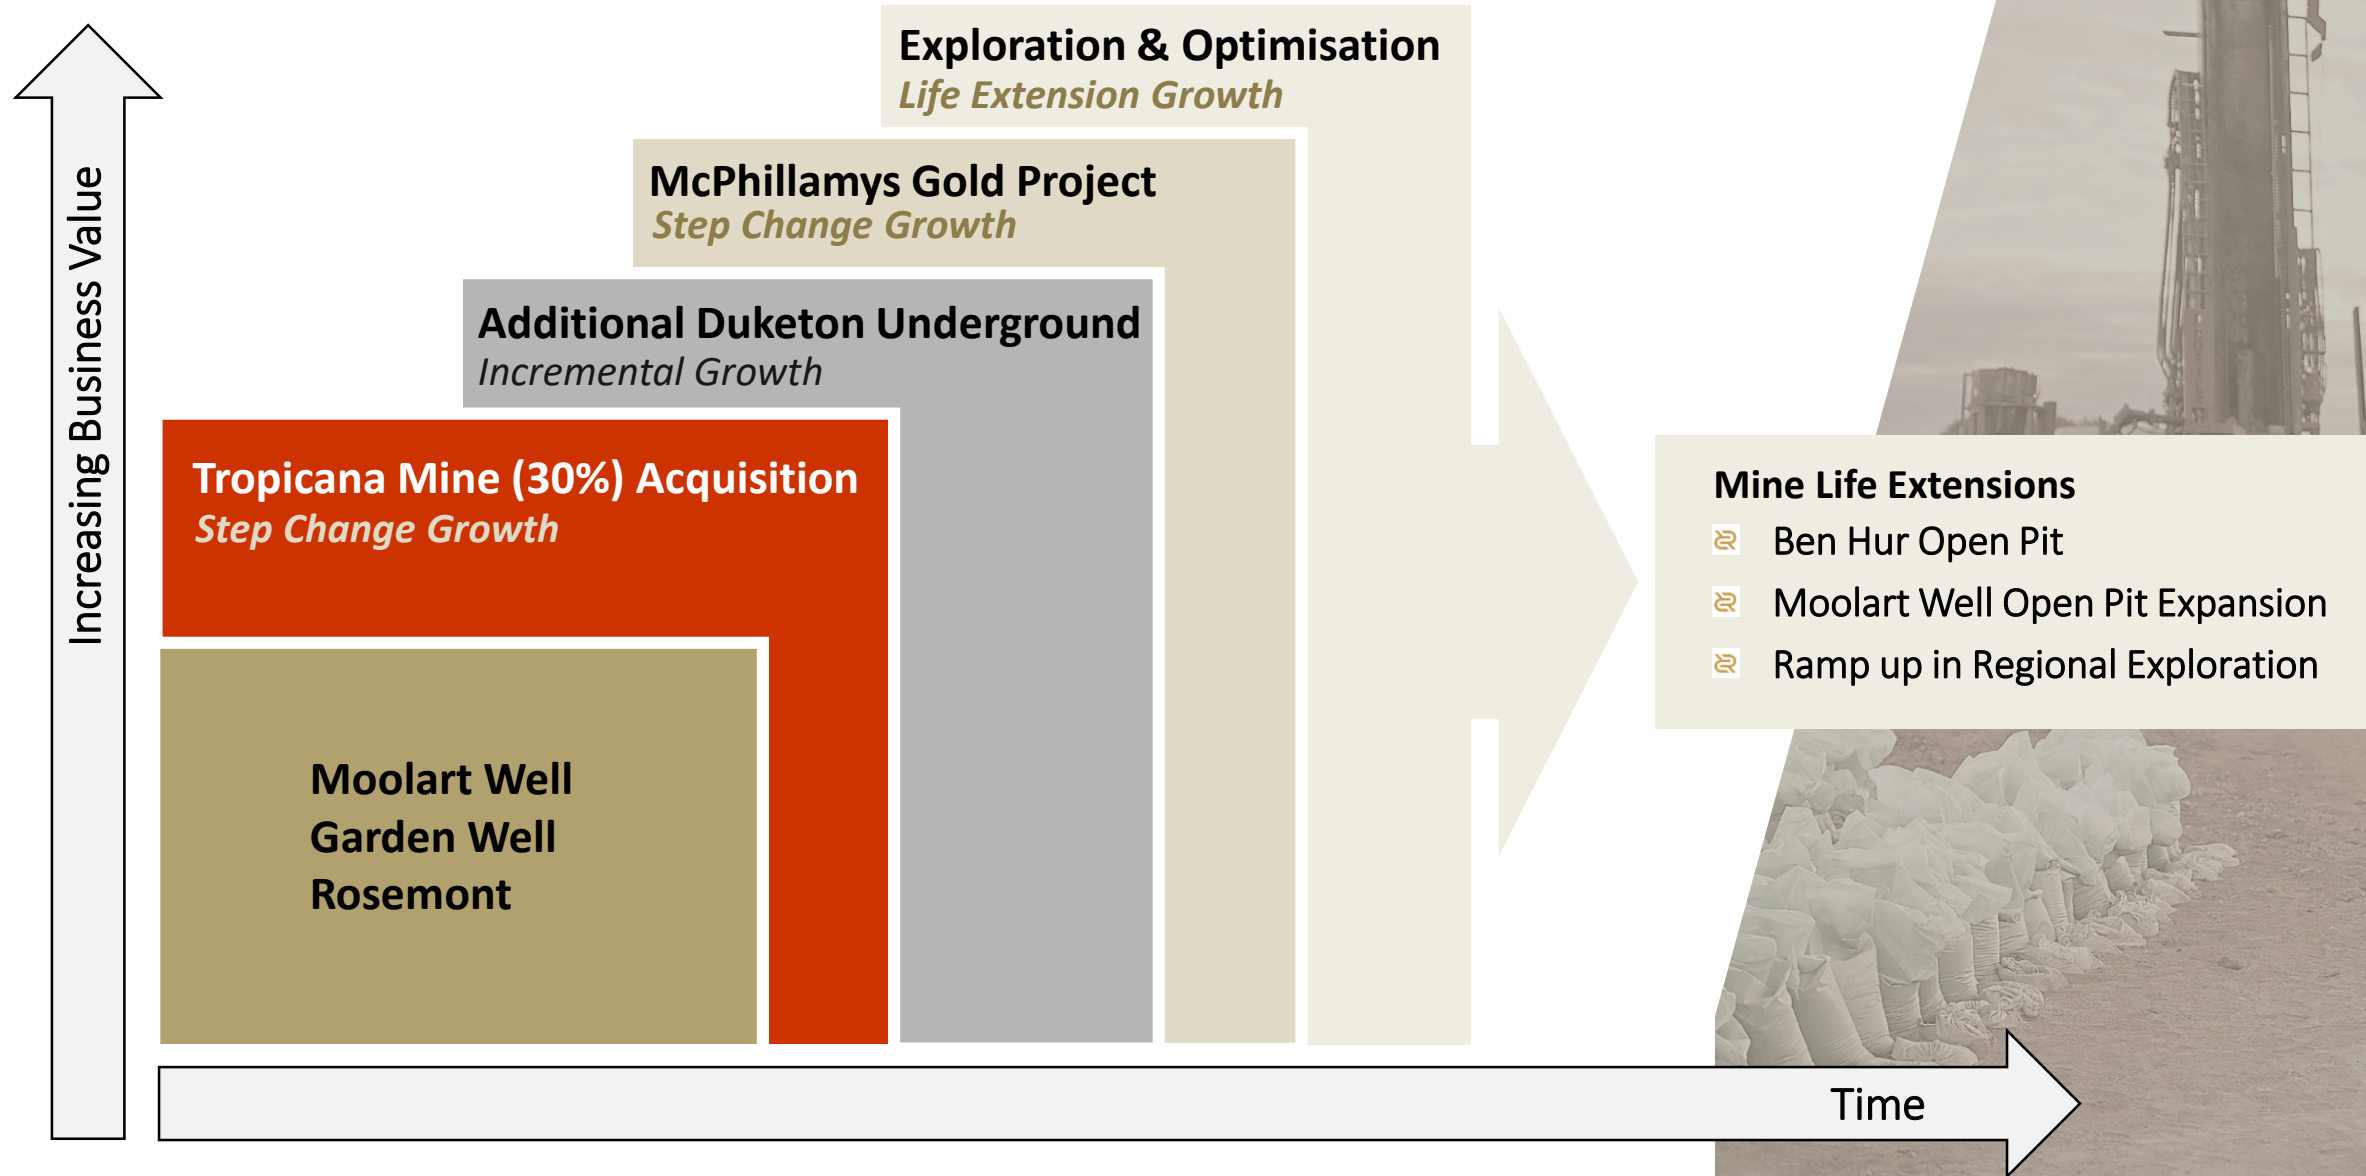 Increasing Business Value
Exploration & Optimisation
Life Extension Growth
McPhillamys Gold Project
Step Change Growth
Additional Duketon Underground
Incremental Growth
Tropicana Mine (30%) Acquisition
Step Change Growth
Moolart Well
Garden Well
Rosemont
Mine Life Extensions
Ben Hur Open Pit
Moolart Well Open Pit Expansion
Ramp up in Regional Exploration
Time